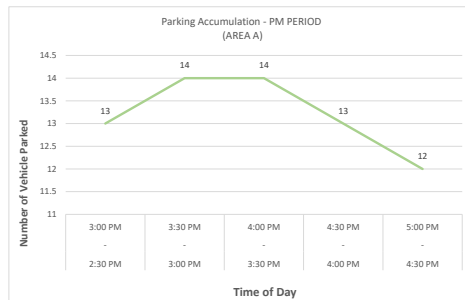 Parking Accumulation - PM PERIOD
(AREA A)
Number of Vehicle Parked
14.5
14
13.5
13
12.5
12
11.5
11
13
14
14
13
12
3:00 PM 3:30 PM 4:00 PM 4:30 PM 5:00 PM
- - - - -
2:30 PM 3:00 PM 3:30 PM 4:00 PM 4:30 PM
Time of Day